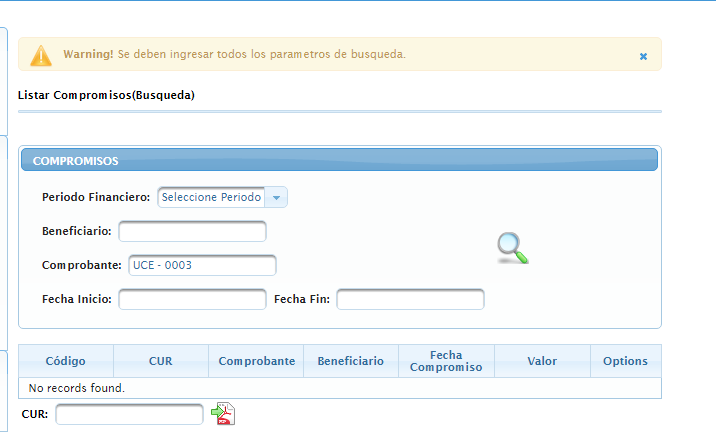 Warning! Se deben ingresar todos los parametros de busqueda.
Listar Compromisos(Busqueda)
COMPROMISOS
Periodo Financiero: Seleccione Periodo
Beneficiario:
Comprobante: UCE - 0003
Fecha Inicio: Fecha Fin:
Código CUR Comprobante Beneficiario Fecha Compromiso Valor Options
No records found.
CUR:
PDF